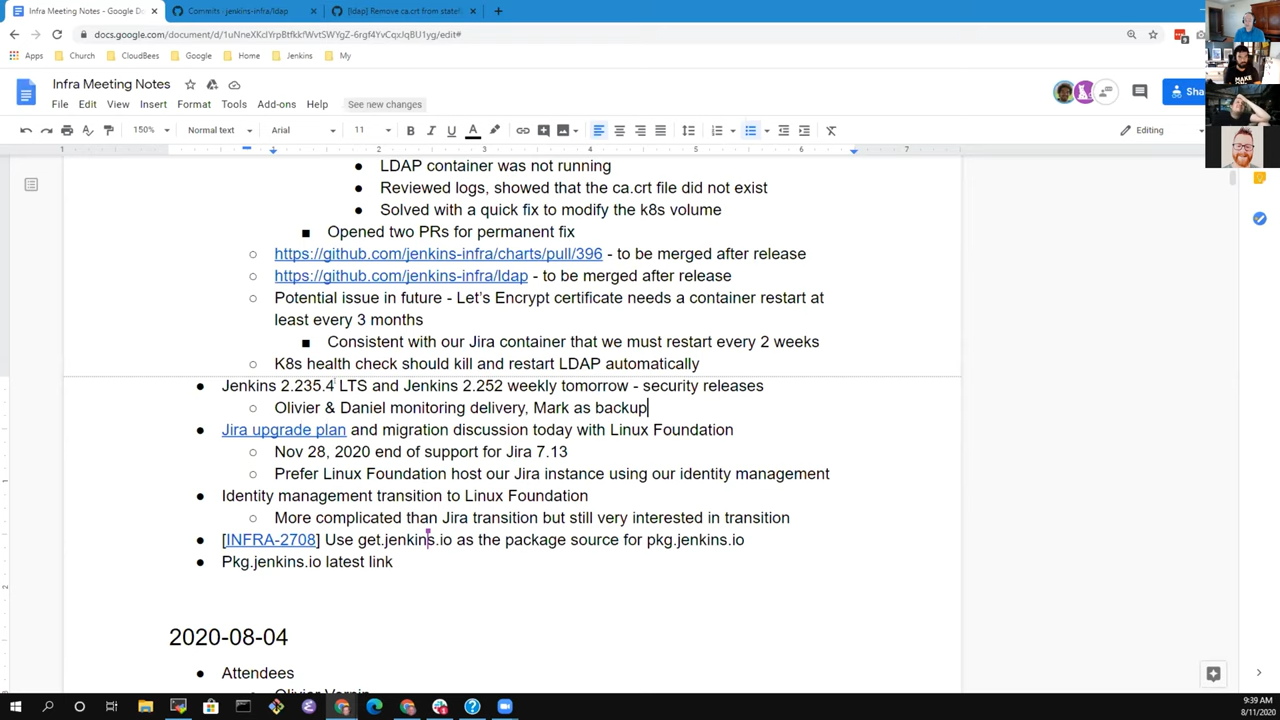 Infra Meeting Notes - Google D
Commits · jenkins-infra/ldap
[ldap] Remove ca.crt from statef
docs.google.com/document/d/1uNneXKclYrpBtfkkfWvtSWYgZ-6rgf4YvCqxJqBU1yg/edit#
Apps
Church
CloudBees
Google
Home
Jenkins
My
Infra Meeting Notes
File Edit View Insert Format Tools Add-ons Help See new changes
Sha
150% Normal text Arial 11 Editing
1 1 2 3 4 5 6 7
LDAP container was not running
Reviewed logs, showed that the ca.crt file did not exist
Solved with a quick fix to modify the k8s volume
Opened two PRs for permanent fix
https://github.com/jenkins-infra/charts/pull/396 - to be merged after release
https://github.com/jenkins-infra/ldap - to be merged after release
Potential issue in future - Let's Encrypt certificate needs a container restart at
least every 3 months
Consistent with our Jira container that we must restart every 2 weeks
K8s health check should kill and restart LDAP automatically
Jenkins 2.235.4 LTS and Jenkins 2.252 weekly tomorrow - security releases
Olivier & Daniel monitoring delivery, Mark as backup
Jira upgrade plan and migration discussion today with Linux Foundation
Nov 28, 2020 end of support for Jira 7.13
Prefer Linux Foundation host our Jira instance using our identity management
Identity management transition to Linux Foundation
More complicated than Jira transition but still very interested in transition
[INFRA-2708] Use get.jenkins.io as the package source for pkg.jenkins.io
Pkg.jenkins.io latest link
2020-08-04
Attendees
9:39 AM
8/11/2020